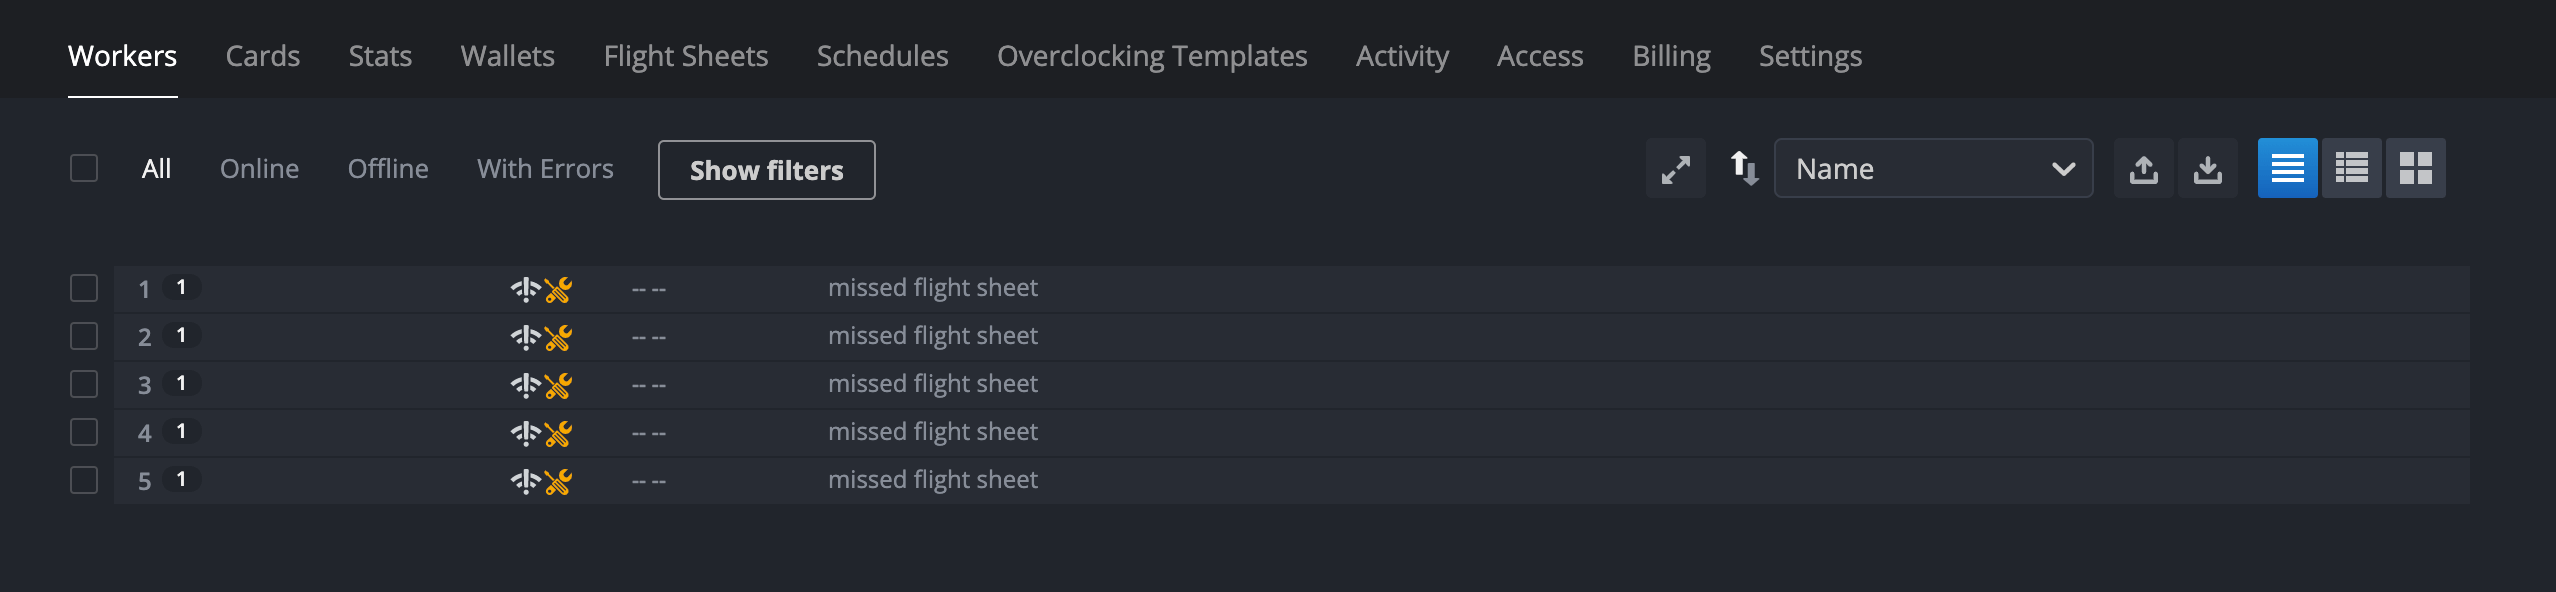 Workers Cards Stats Wallets Flight Sheets Schedules Overclocking Templates Activity Access Billing Settings
All Online Offline With Errors Show filters Name
1 1 -- -- missed flight sheet
2 1 -- -- missed flight sheet
3 1 -- -- missed flight sheet
4 1 -- -- missed flight sheet
5 1 -- -- missed flight sheet